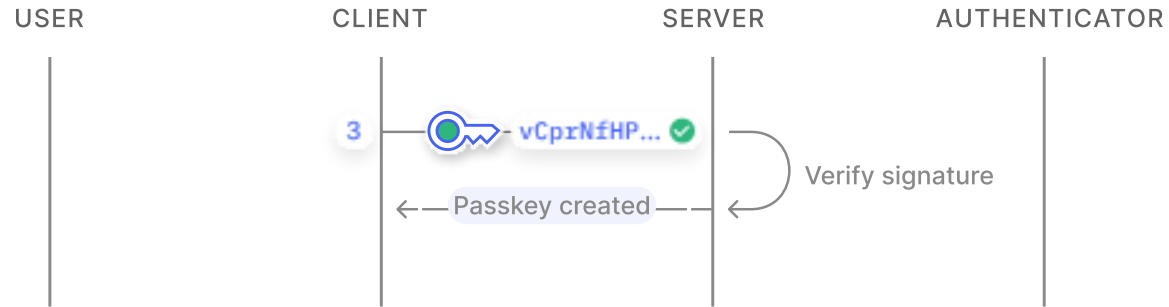 USER CLIENT SERVER AUTHENTICATOR
3 vCprNfHP...
Verify signature
Passkey created